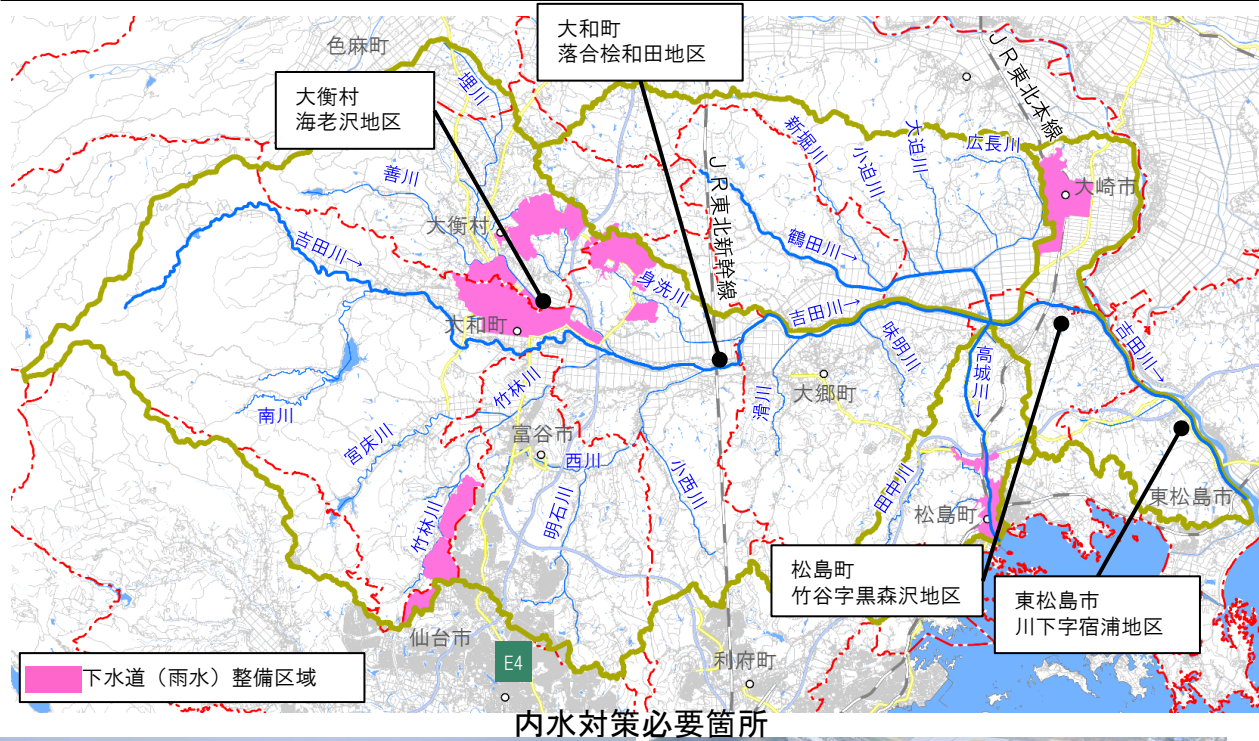 色麻町
大和町
落合桧和田地区
大衡村
海老沢地区
埋川
善川
大衡村
吉田川→
大和町
身洗川
ＪＲ東北新幹線
ＪＲ東北本線
新堀川
小迫川
大迫川
広長川
大崎市
鶴田川→
吉田川→
味明川
高城川→
吉田川→
大郷町
滑川
南川
宮床川
竹林川
富谷市
西川
明石川
小西川
竹林川
田中川
松島町
東松島市
松島町
竹谷字黒森沢地区
東松島市
川下字宿浦地区
仙台市
E4
利府町
下水道（雨水）整備区域
内水対策必要箇所